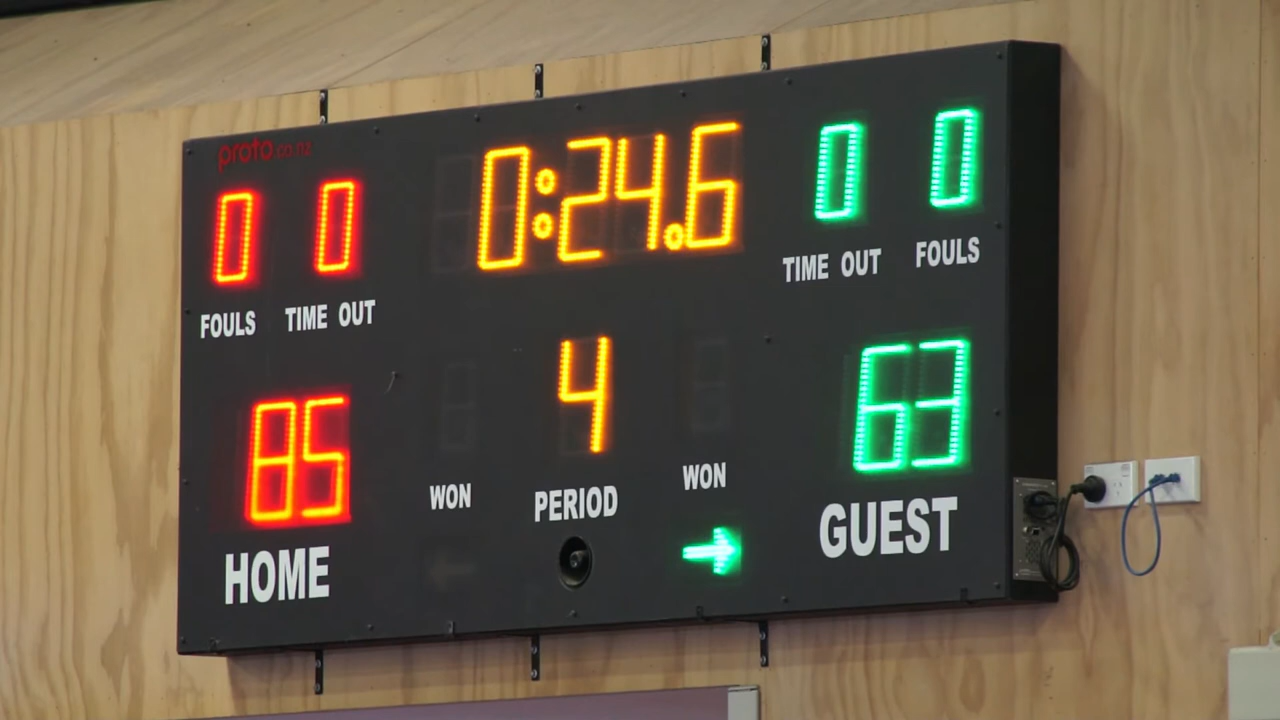 proto.co.nz
0 0 0:24.6 0 0
FOULS TIME OUT TIME OUT FOULS
85 4 63
WON PERIOD WON
HOME GUEST